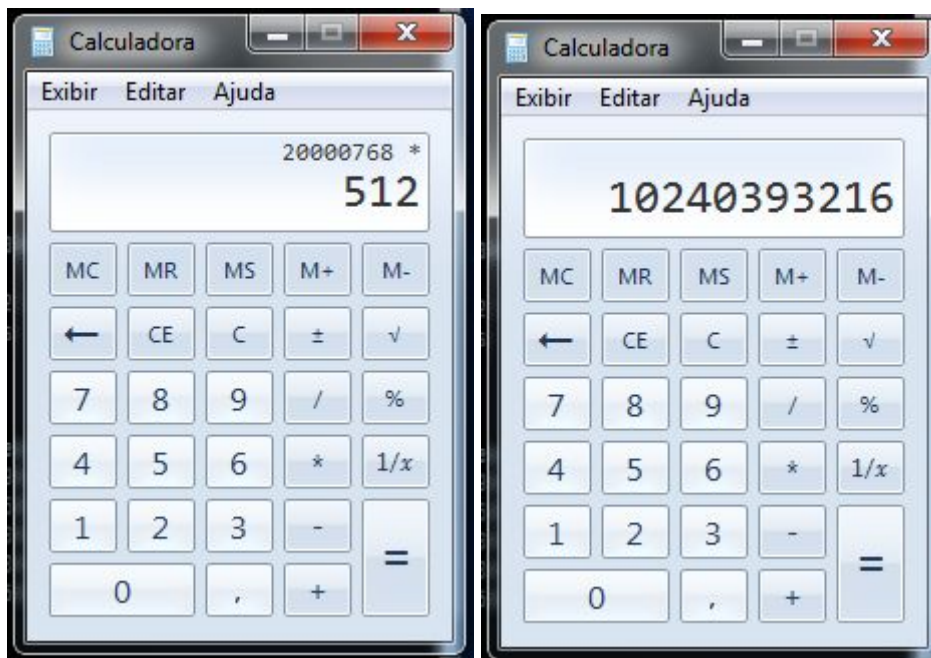 Calculadora
Exibir Editar Ajuda
20000768 *
512
MC MR MS M+ M-
← CE C ± √
7 8 9 / %
4 5 6 * 1/x
1 2 3 -
=
0 , +
Calculadora
Exibir Editar Ajuda
10240393216
MC MR MS M+ M-
← CE C ± √
7 8 9 / %
4 5 6 * 1/x
1 2 3 -
=
0 , +